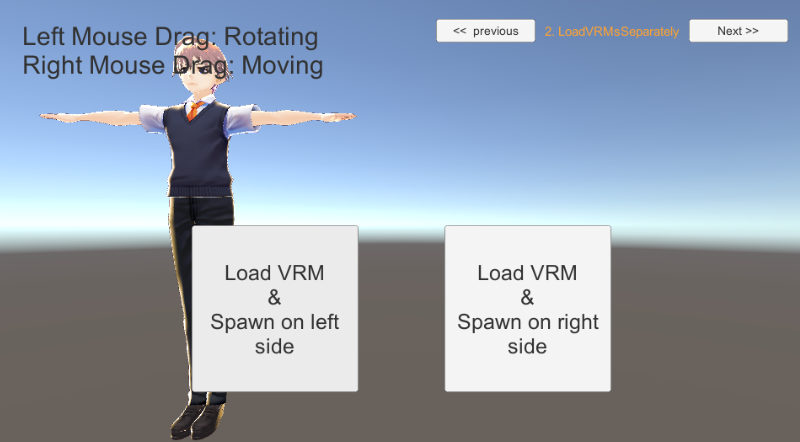 Left Mouse Drag: Rotating
Right Mouse Drag: Moving
<< previous
2. LoadVRMsSeparately
Next >>
Load VRM
&
Spawn on left
side
Load VRM
&
Spawn on right
side